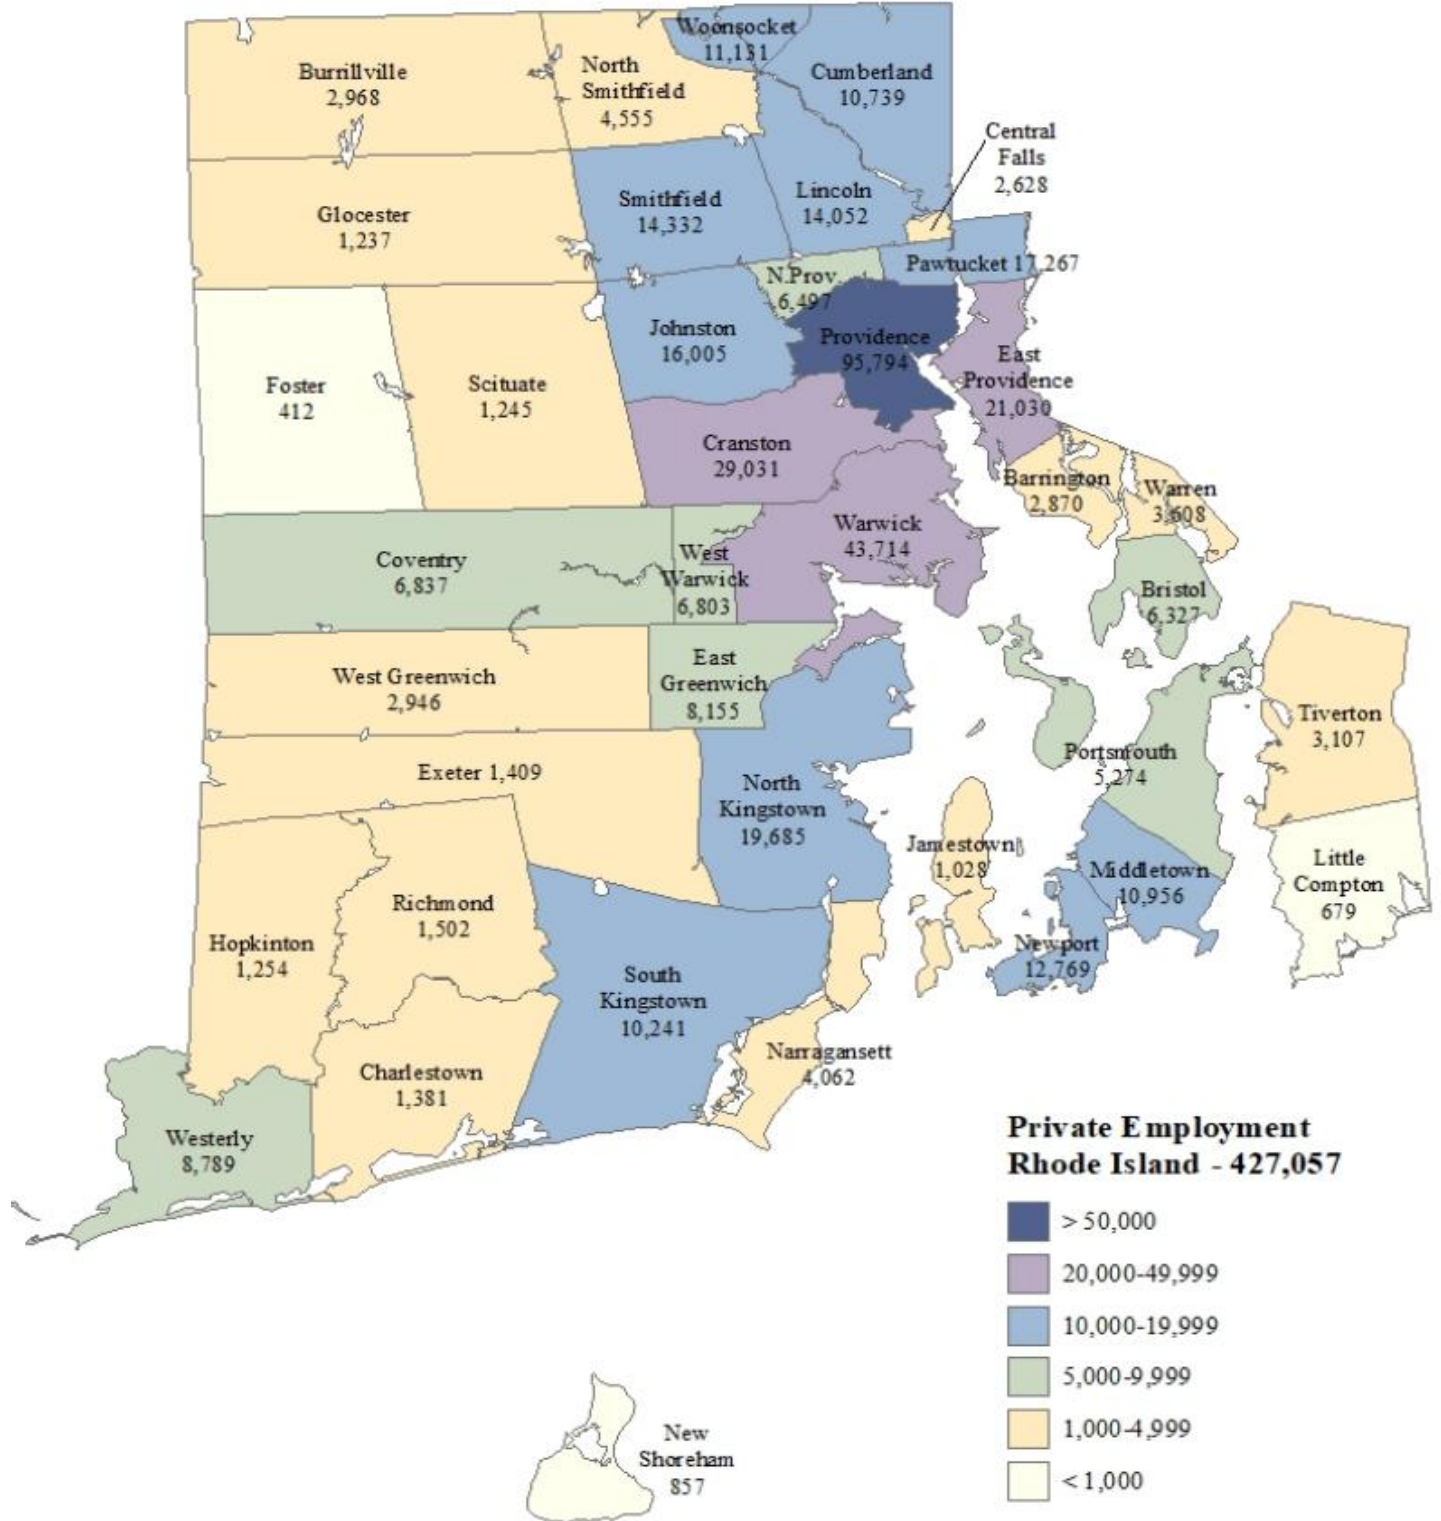 Woonsocket
11,131
Burrillville
2,968
North
Smithfield
4,555
Cumberland
10,739
Central
Falls
2,628
Glocester
1,237
Smithfield
14,332
Lincoln
14,052
N.Prov.
6,497
Pawtucket 17,267
Foster
412
Scituate
1,245
Johnston
16,005
Providence
95,794
East
Providence
21,030
Cranston
29,031
Barrington
2,870
Warren
3,608
Coventry
6,837
West
Warwick
6,803
Warwick
43,714
Bristol
6,327
West Greenwich
2,946
East
Greenwich
8,155
Tiverton
3,107
Portsmouth
5,274
Exeter 1,409
North
Kingstown
19,685
Jamestown
1,028
Middletown
10,956
Little
Compton
679
Hopkinton
1,254
Richmond
1,502
Newport
12,769
South
Kingstown
10,241
Narragansett
4,062
Charlestown
1,381
Westerly
8,789
New
Shoreham
857
Private Employment
Rhode Island - 427,057
> 50,000
20,000-49,999
10,000-19,999
5,000-9,999
1,000-4,999
< 1,000